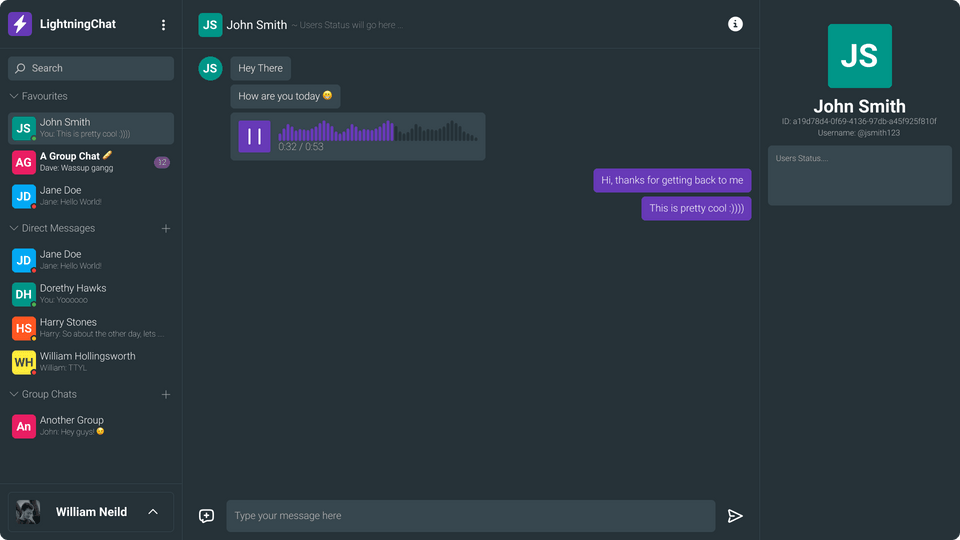 LightningChat
Search
Favourites
JS
John Smith
You: This is pretty cool :))))
AG
A Group Chat 🥖
Dave: Wassup gangg
12
JD
Jane Doe
Jane: Hello World!
Direct Messages
JD
Jane Doe
Jane: Hello World!
DH
Dorethy Hawks
You: Yoooooo
HS
Harry Stones
Harry: So about the other day, lets ...
WH
William Hollingsworth
William: TTYL
Group Chats
An
Another Group
John: Hey guys! 😊
William Neild
JS
John Smith ~ Users Status will go here ...
JS
Hey There
How are you today 😁
0:32 / 0:53
Hi, thanks for getting back to me
This is pretty cool :))))
Type your message here
JS
John Smith
ID: a19d78d4-0f69-4136-97db-a45f925f810f
Username: @jsmith123
Users Status...